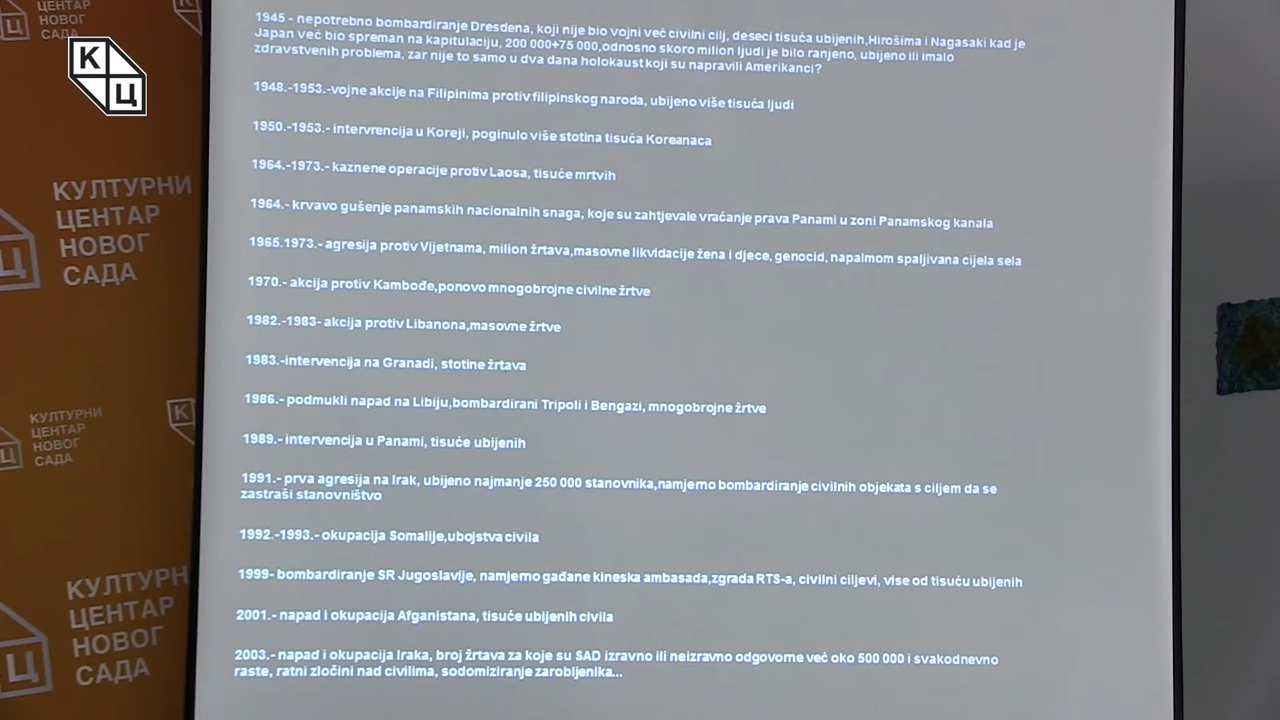 ЦЕНТАР
НОВОГ
САДА
К
Ц
КУЛТУРНИ
ЦЕНТАР
НОВОГ
САДА
КУЛТУРНИ
ЦЕНТАР
НОВОГ
САДА
К
КУЛТУРН
ЦЕНТАР
НОВОГ
САДА
1945 - nepotrebno bombardiranje Dresdena, koji nije bio vojni već civilni cilj, deseci tisuća ubijenih,Hirošima i Nagasaki kad je
Japan već bio spreman na kapitulaciju, 200 000+75 000,odnosno skoro milion ljudi je bilo ranjeno, ubijeno ili imalo
zdravstvenih problema, zar nije to samo u dva dana holokaust koji su napravili Amerikanci?
1948.-1953.-vojne akcije na Filipinima protiv filipinskog naroda, ubijeno više tisuća ljudi
1950.-1953.- intervrencija u Koreji, poginulo više stotina tisuća Koreanaca
1964.-1973.- kaznene operacije protiv Laosa, tisuće mrtvih
1964.- krvavo gušenje panamskih nacionalnih snaga, koje su zahtjevale vraćanje prava Panami u zoni Panamskog kanala
1965.1973.- agresija protiv Vijetnama, milion žrtava,masovne likvidacije žena i djece, genocid, napalmom spaljivana cijela sela
1970.- akcija protiv Kambođe,ponovo mnogobrojne civilne žrtve
1982.-1983- akcija protiv Libanona,masovne žrtve
1983.-intervencija na Granadi, stotine žrtava
1986.- podmukli napad na Libiju,bombardirani Tripoli i Bengazi, mnogobrojne žrtve
1989.- intervencija u Panami, tisuće ubijenih
1991.- prva agresija na Irak, ubijeno najmanje 250 000 stanovnika,namjerno bombardiranje civilnih objekata s ciljem da se
zastraši stanovništvo
1992.-1993.- okupacija Somalije,ubojstva civila
1999- bombardiranje SR Jugoslavije, namjerno gađane kineska ambasada,zgrada RTS-a, civilni ciljevi, vise od tisuću ubijenih
2001.- napad i okupacija Afganistana, tisuće ubijenih civila
2003.- napad i okupacija Iraka, broj žrtava za koje su SAD izravno ili neizravno odgovorne već oko 500 000 i svakodnevno
raste, ratni zločini nad civilima, sodomiziranje zarobljenika...